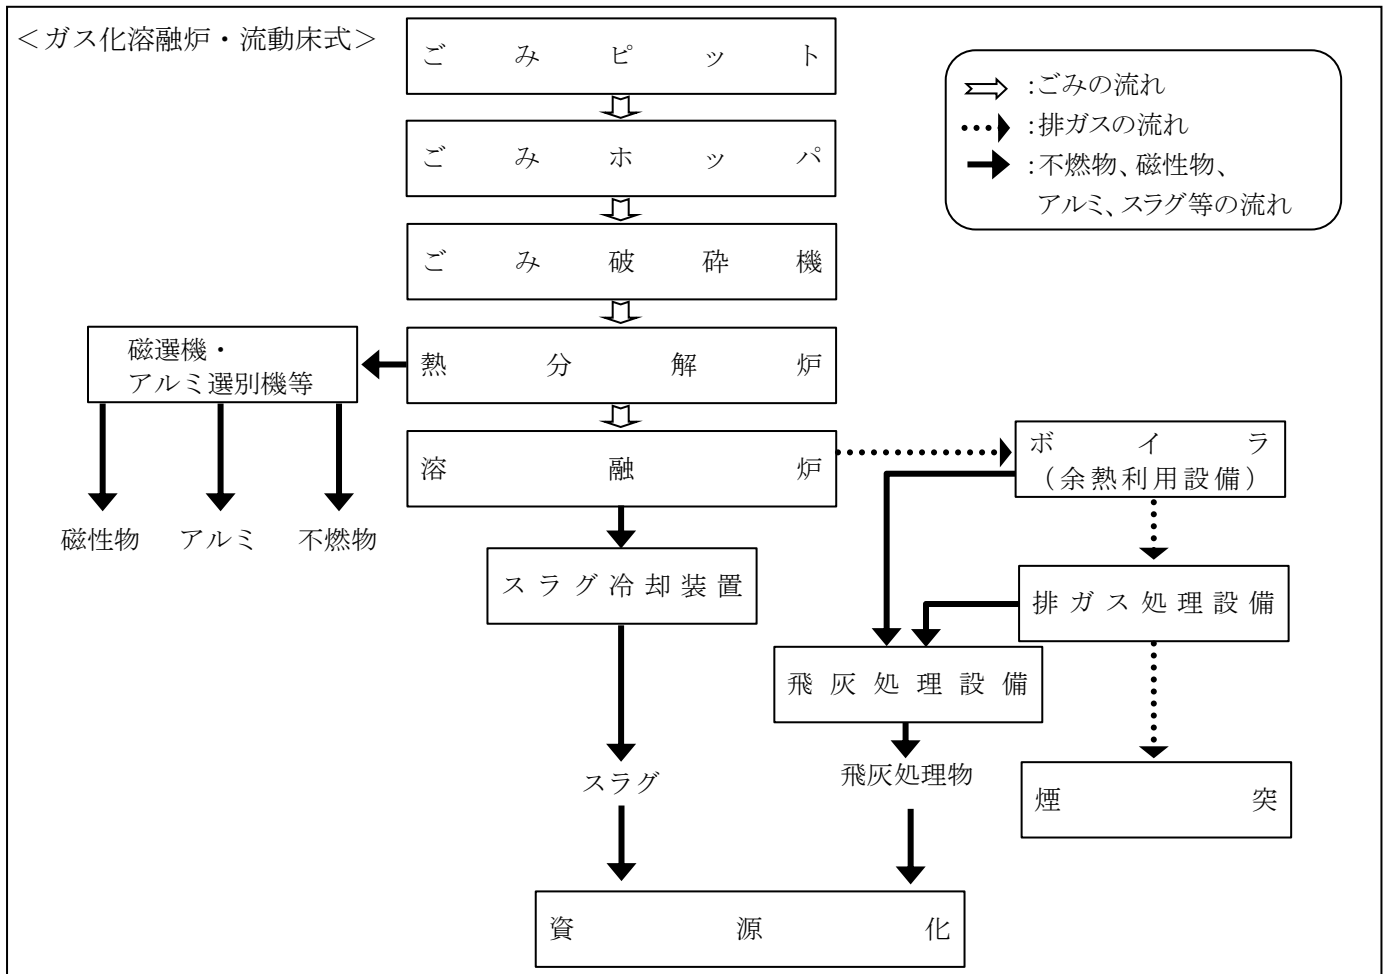 ＜ガス化溶融炉・流動床式＞
ごみピット
⇨:ごみの流れ
:排ガスの流れ
:不燃物、磁性物、
アルミ、スラグ等の流れ
ごみホッパ
ごみ破砕機
磁選機・
アルミ選別機等
熱分解炉
溶融炉
ボイラ
（余熱利用設備）
磁性物
アルミ
不燃物
スラグ冷却装置
排ガス処理設備
飛灰処理設備
スラグ
飛灰処理物
煙突
資源化